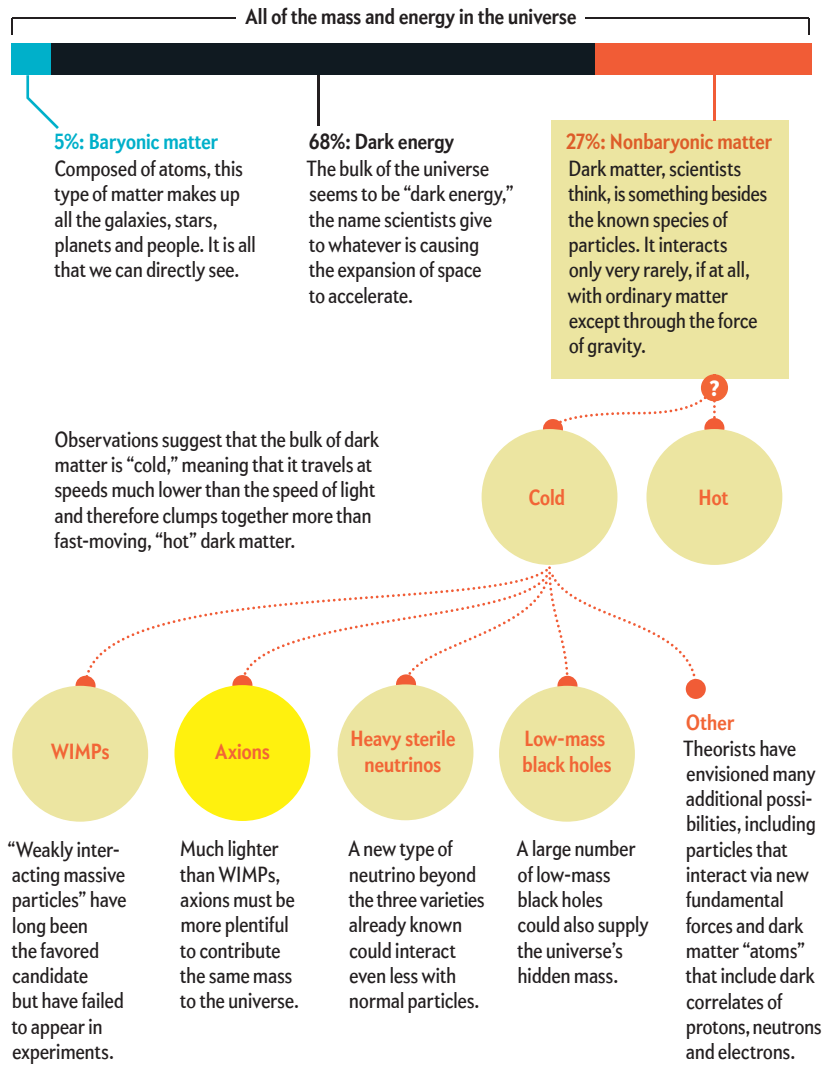 All of the mass and energy in the universe
5%: Baryonic matter
Composed of atoms, this
type of matter makes up
all the galaxies, stars,
planets and people. It is all
that we can directly see.
68%: Dark energy
The bulk of the universe
seems to be “dark energy,”
the name scientists give
to whatever is causing
the expansion of space
to accelerate.
27%: Nonbaryonic matter
Dark matter, scientists
think, is something besides
the known species of
particles. It interacts
only very rarely, if at all,
with ordinary matter
except through the force
of gravity.
?
Observations suggest that the bulk of dark
matter is “cold,” meaning that it travels at
speeds much lower than the speed of light
and therefore clumps together more than
fast-moving, “hot” dark matter.
Cold
Hot
WIMPs
“Weakly inter-
acting massive
particles” have
long been
the favored
candidate
but have failed
to appear in
experiments.
Axions
Much lighter
than WIMPs,
axions must be
more plentiful
to contribute
the same mass
to the universe.
Heavy sterile
neutrinos
A new type of
neutrino beyond
the three varieties
already known
could interact
even less with
normal particles.
Low-mass
black holes
A large number
of low-mass
black holes
could also supply
the universe’s
hidden mass.
Other
Theorists have
envisioned many
additional possi-
bilities, including
particles that
interact via new
fundamental
forces and dark
matter “atoms”
that include dark
correlates of
protons, neutrons
and electrons.